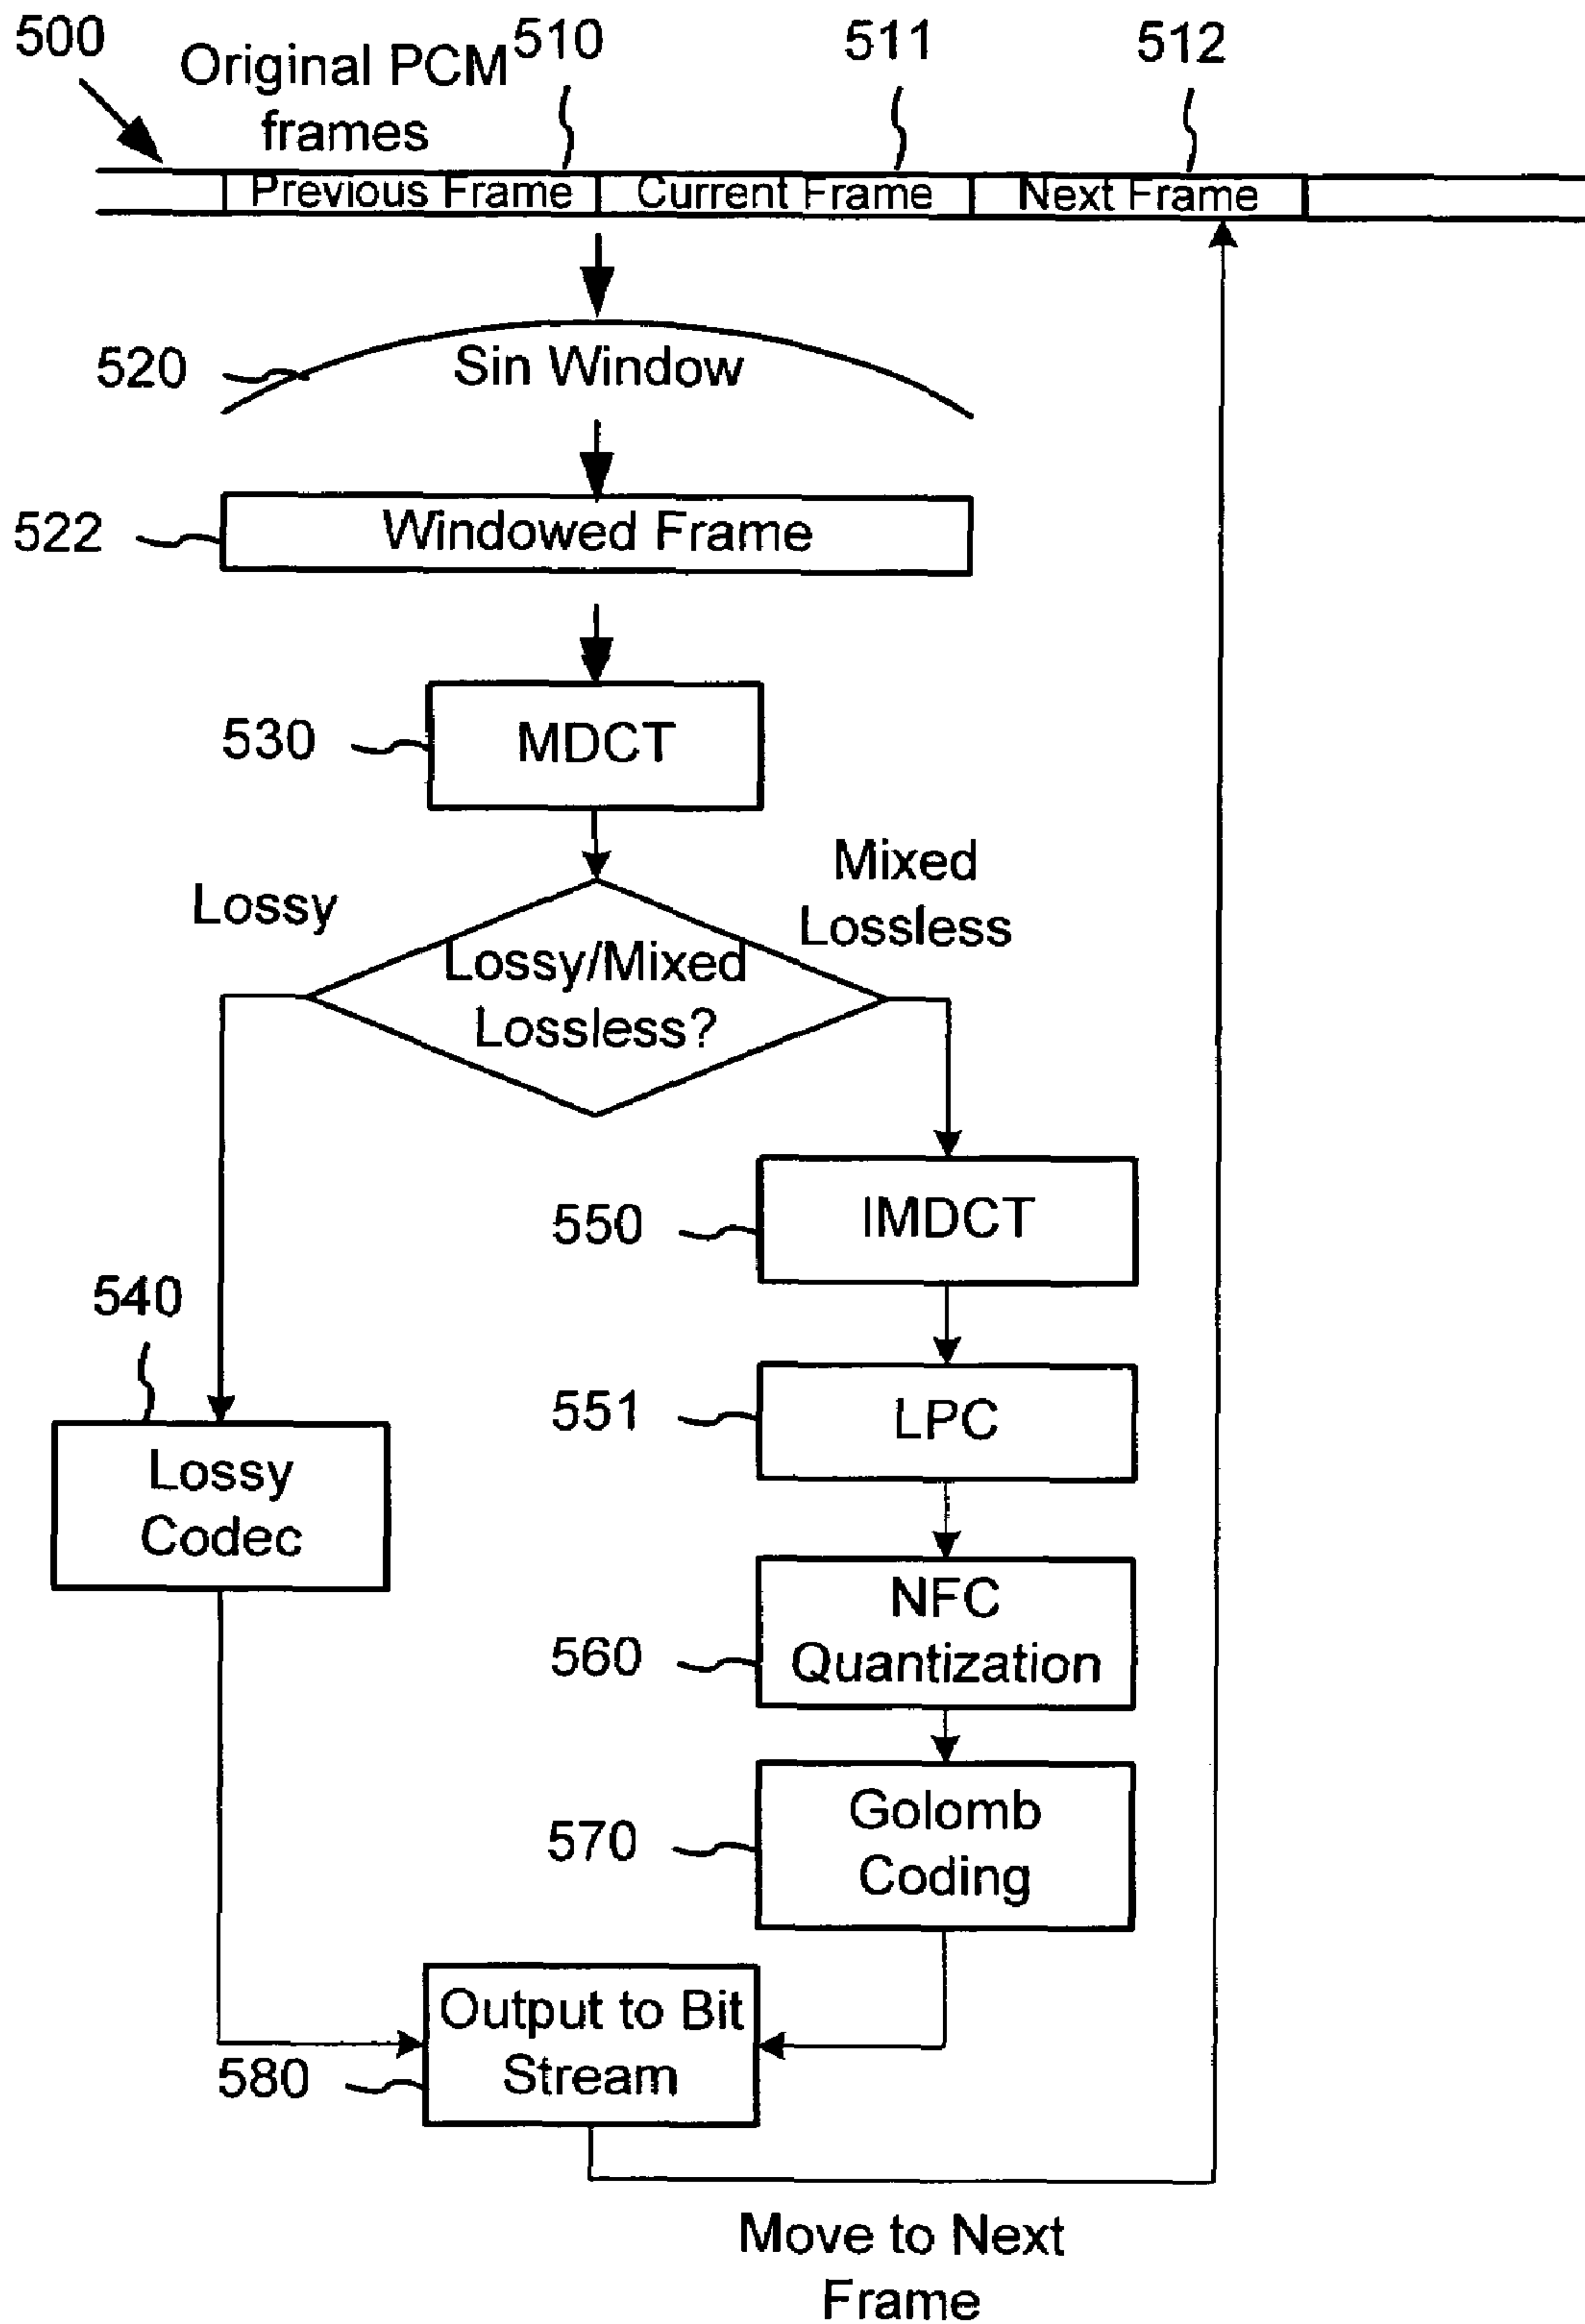 500
Original PCM
frames
510
511
512
Previous Frame
Current Frame
Next Frame
520
Sin Window
522
Windowed Frame
530
MDCT
Lossy
Mixed
Lossless
Lossy/Mixed
Lossless?
550
IMDCT
540
551
LPC
Lossy
Codec
560
NFC
Quantization
570
Golomb
Coding
580
Output to Bit
Stream
Move to Next
Frame